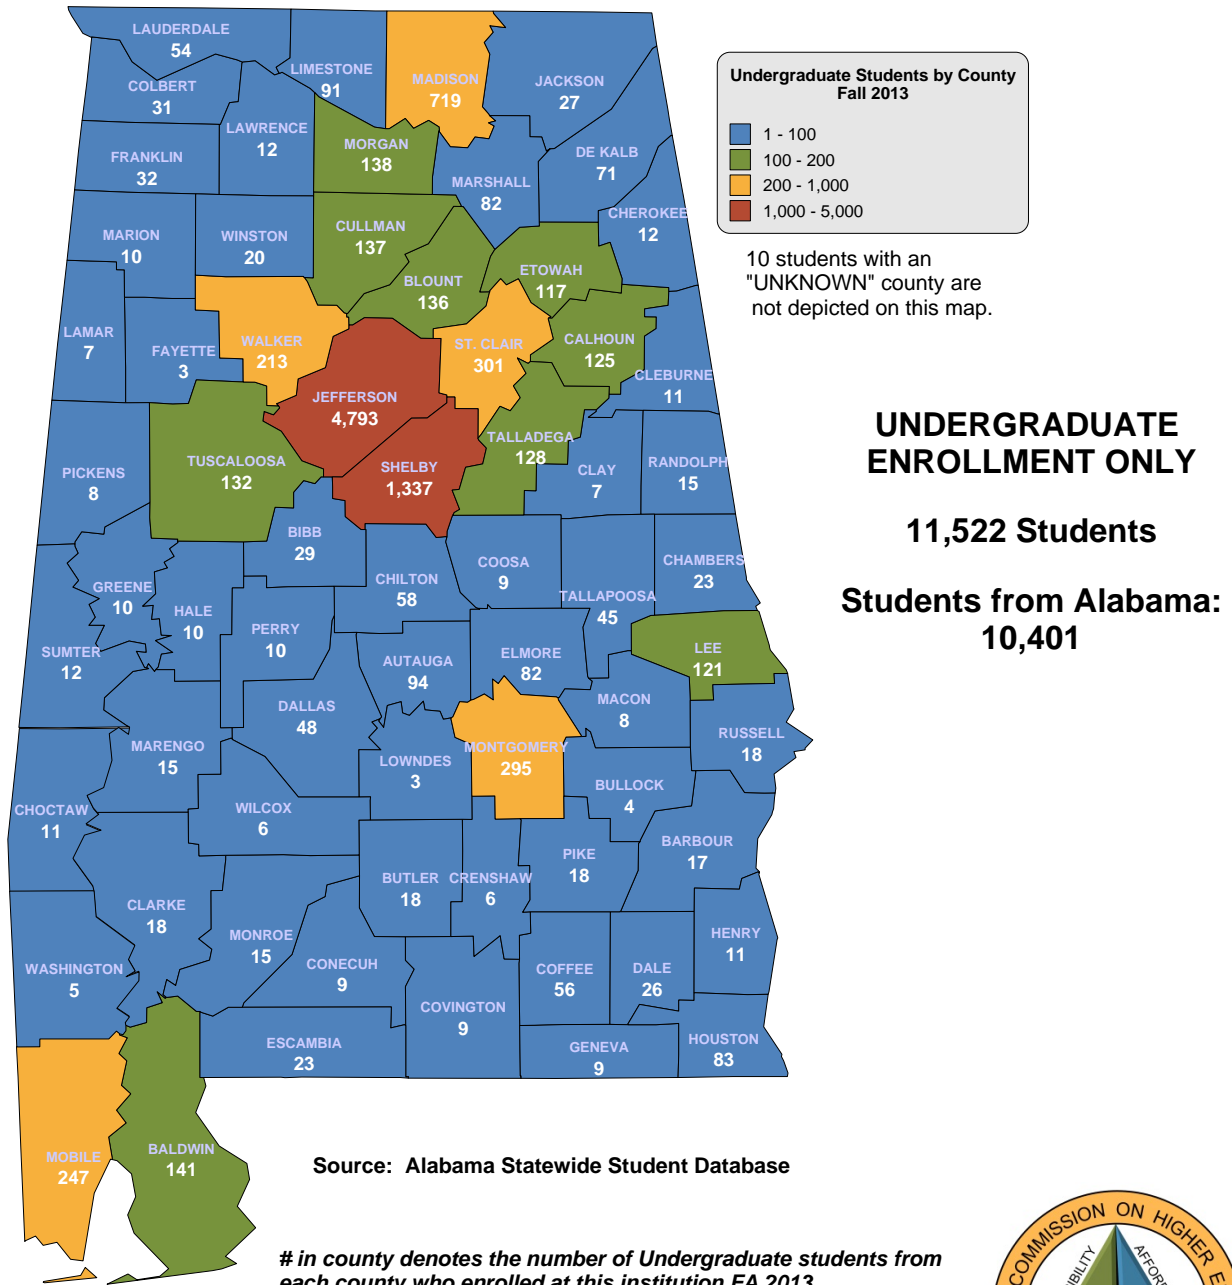 LAUDERDALE
54
LIMESTONE
91
MADISON
719
JACKSON
27
COLBERT
31
LAWRENCE
12
FRANKLIN
32
MORGAN
138
MARSHALL
82
DE KALB
71
CHEROKEE
12
MARION
10
WINSTON
20
CULLMAN
137
BLOUNT
136
ETOWAH
117
LAMAR
7
FAYETTE
3
WALKER
213
ST. CLAIR
301
CALHOUN
125
CLEBURNE
11
JEFFERSON
4,793
PICKENS
8
TUSCALOOSA
132
SHELBY
1,337
TALLADEGA
128
CLAY
7
RANDOLPH
15
BIBB
29
GREENE
10
HALE
10
CHILTON
58
COOSA
9
TALLAPOOSA
45
CHAMBERS
23
PERRY
10
SUMTER
12
AUTAUGA
94
ELMORE
82
LEE
121
DALLAS
48
MACON
8
RUSSELL
18
MARENGO
15
LOWNDES
3
MONTGOMERY
295
BULLOCK
4
CHOCTAW
11
WILCOX
6
BARBOUR
17
PIKE
18
BUTLER
18
CRENSHAW
6
CLARKE
18
MONROE
15
CONECUH
9
HENRY
11
WASHINGTON
5
COFFEE
56
DALE
26
COVINGTON
9
ESCAMBIA
23
GENEVA
9
HOUSTON
83
MOBILE
247
BALDWIN
141
Undergraduate Students by County
Fall 2013
1 - 100
100 - 200
200 - 1,000
1,000 - 5,000
10 students with an
"UNKNOWN" county are
not depicted on this map.
UNDERGRADUATE
ENROLLMENT ONLY
11,522 Students
Students from Alabama:
10,401
Source: Alabama Statewide Student Database
# in county denotes the number of Undergraduate students from
each county who enrolled at this institution FA 2013
COMMISSION ON HIGHER